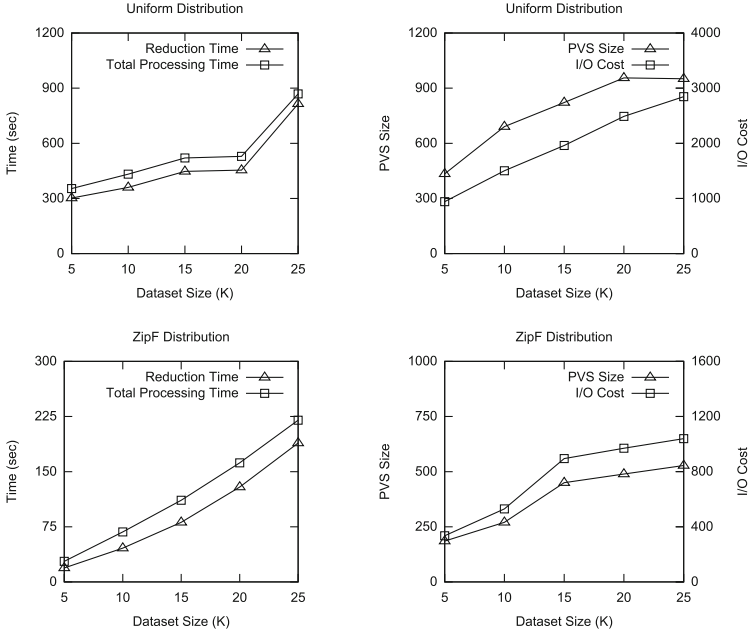 Uniform Distribution
1200
900
600
300
0
Time (sec)
Reduction Time
Total Processing Time
5 10 15 20 25
Dataset Size (K)
Uniform Distribution
1200
900
600
300
0
PVS Size
PVS Size
I/O Cost
4000
3000
2000
1000
0
I/O Cost
5 10 15 20 25
Dataset Size (K)
ZipF Distribution
300
225
150
75
0
Time (sec)
Reduction Time
Total Processing Time
5 10 15 20 25
Dataset Size (K)
ZipF Distribution
1000
750
500
250
0
PVS Size
PVS Size
I/O Cost
1600
1200
800
400
0
I/O Cost
5 10 15 20 25
Dataset Size (K)